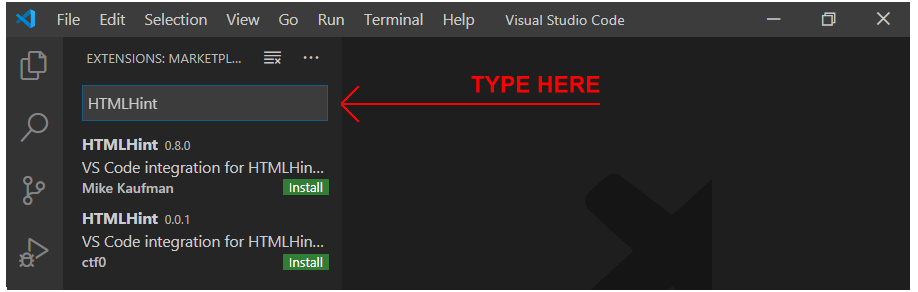 File Edit Selection View Go Run Terminal Help Visual Studio Code
EXTENSIONS: MARKETPL...
TYPE HERE
HTMLHint
HTMLHint 0.8.0
VS Code integration for HTMLHin...
Mike Kaufman Install
HTMLHint 0.0.1
VS Code integration for HTMLHin...
ctf0 Install